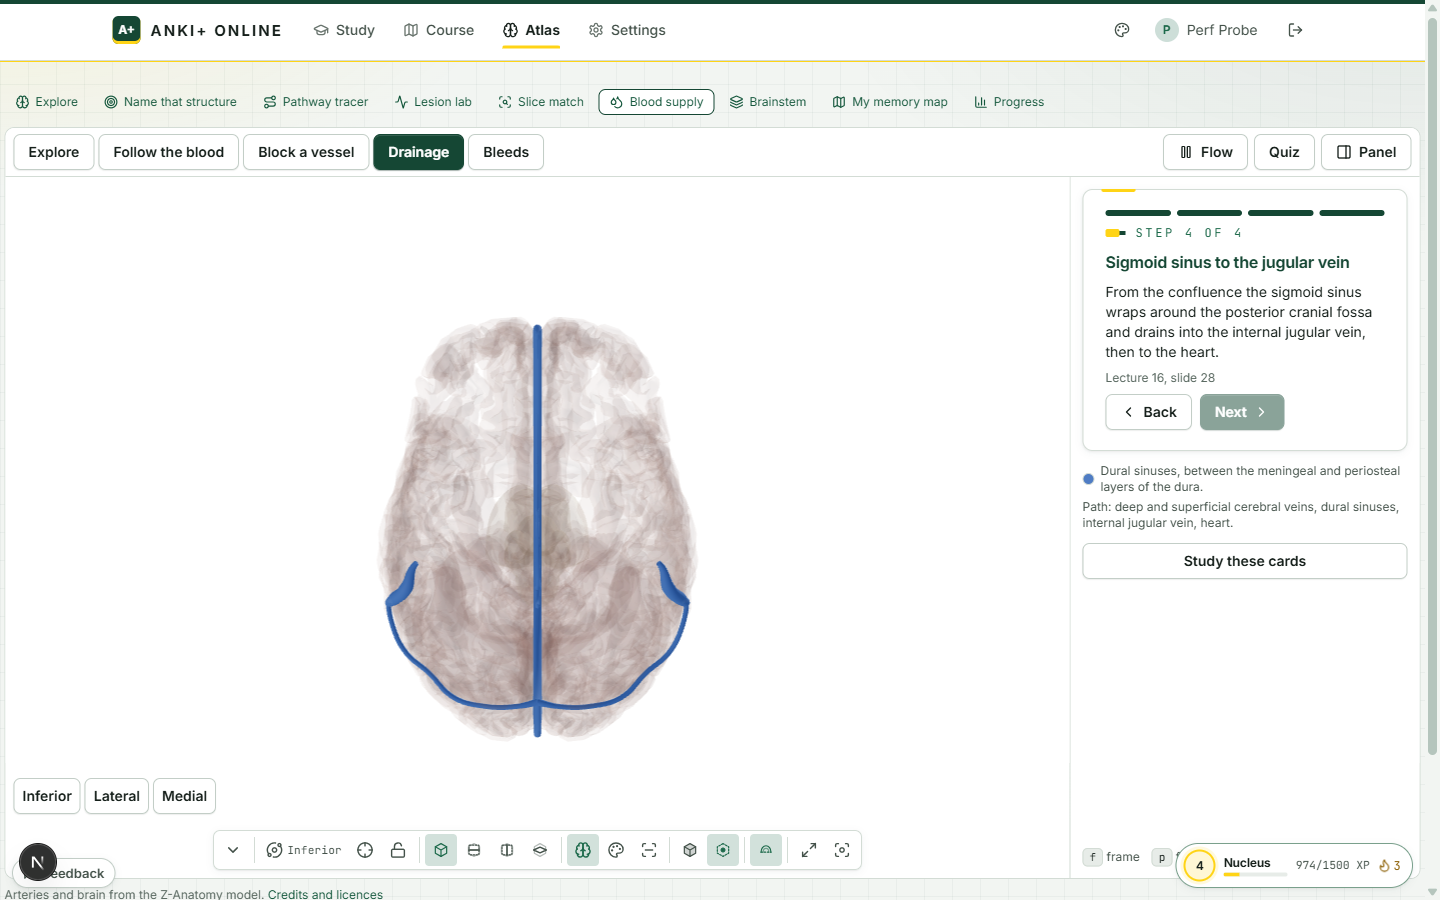 A+ ANKI+ ONLINE Study Course Atlas Settings P Perf Probe
Explore Name that structure Pathway tracer Lesion lab Slice match Blood supply Brainstem My memory map Progress
Explore Follow the blood Block a vessel Drainage Bleeds Flow Quiz Panel
STEP 4 OF 4
Sigmoid sinus to the jugular vein
From the confluence the sigmoid sinus
wraps around the posterior cranial fossa
and drains into the internal jugular vein,
then to the heart.
Lecture 16, slide 28
Back Next
Dural sinuses, between the meningeal and periosteal
layers of the dura.
Path: deep and superficial cerebral veins, dural sinuses,
internal jugular vein, heart.
Study these cards
Inferior Lateral Medial
Inferior
f frame p
4 Nucleus 974/1500 XP 3
N eedback
Arteries and brain from the Z-Anatomy model. Credits and licences